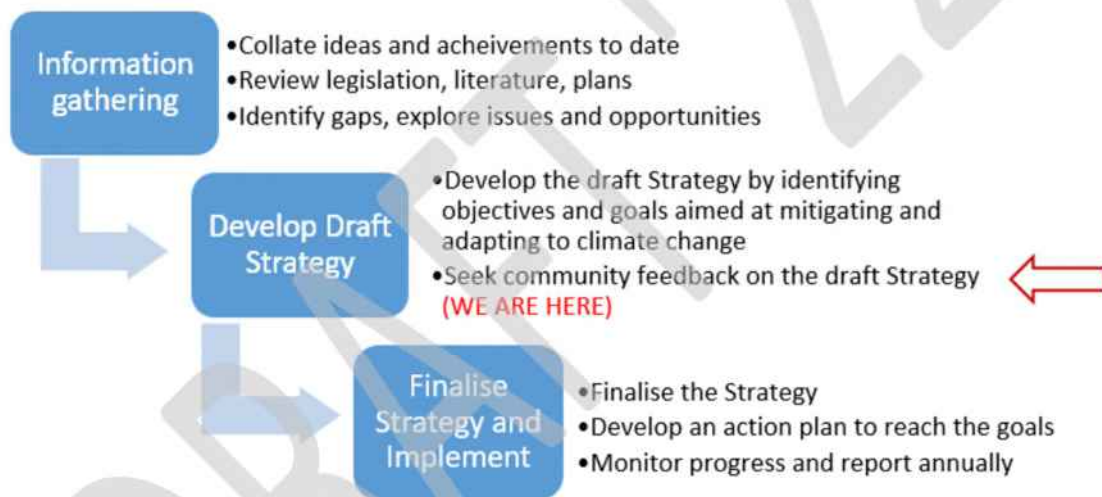 Information
gathering
•Collate ideas and acheivements to date
•Review legislation, literature, plans
•Identify gaps, explore issues and opportunities
Develop Draft
Strategy
•Develop the draft Strategy by identifying
objectives and goals aimed at mitigating and
adapting to climate change
•Seek community feedback on the draft Strategy
(WE ARE HERE)
Finalise
Strategy and
Implement
•Finalise the Strategy
•Develop an action plan to reach the goals
•Monitor progress and report annually
DRAFT